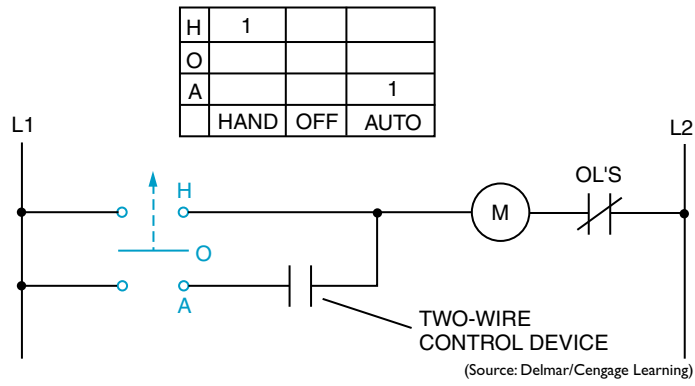 H 1
O
A 1
HAND OFF AUTO
L1
L2
OL'S
H
M
O
A
TWO-WIRE
CONTROL DEVICE
(Source: Delmar/Cengage Learning)